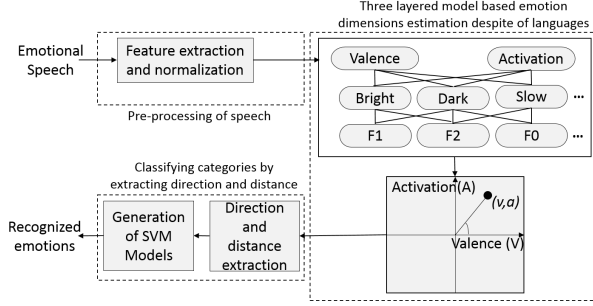 Three layered model based emotion
dimensions estimation despite of languages
Emotional
Speech
Feature extraction
and normalization
Pre-processing of speech
Valence
Activation
Bright
Dark
Slow
...
F1
F2
F0
...
Classifying categories by
extracting direction and distance
Recognized
emotions
Generation
of SVM
Models
Direction
and
distance
extraction
Activation(A)
(v,a)
Valence (V)